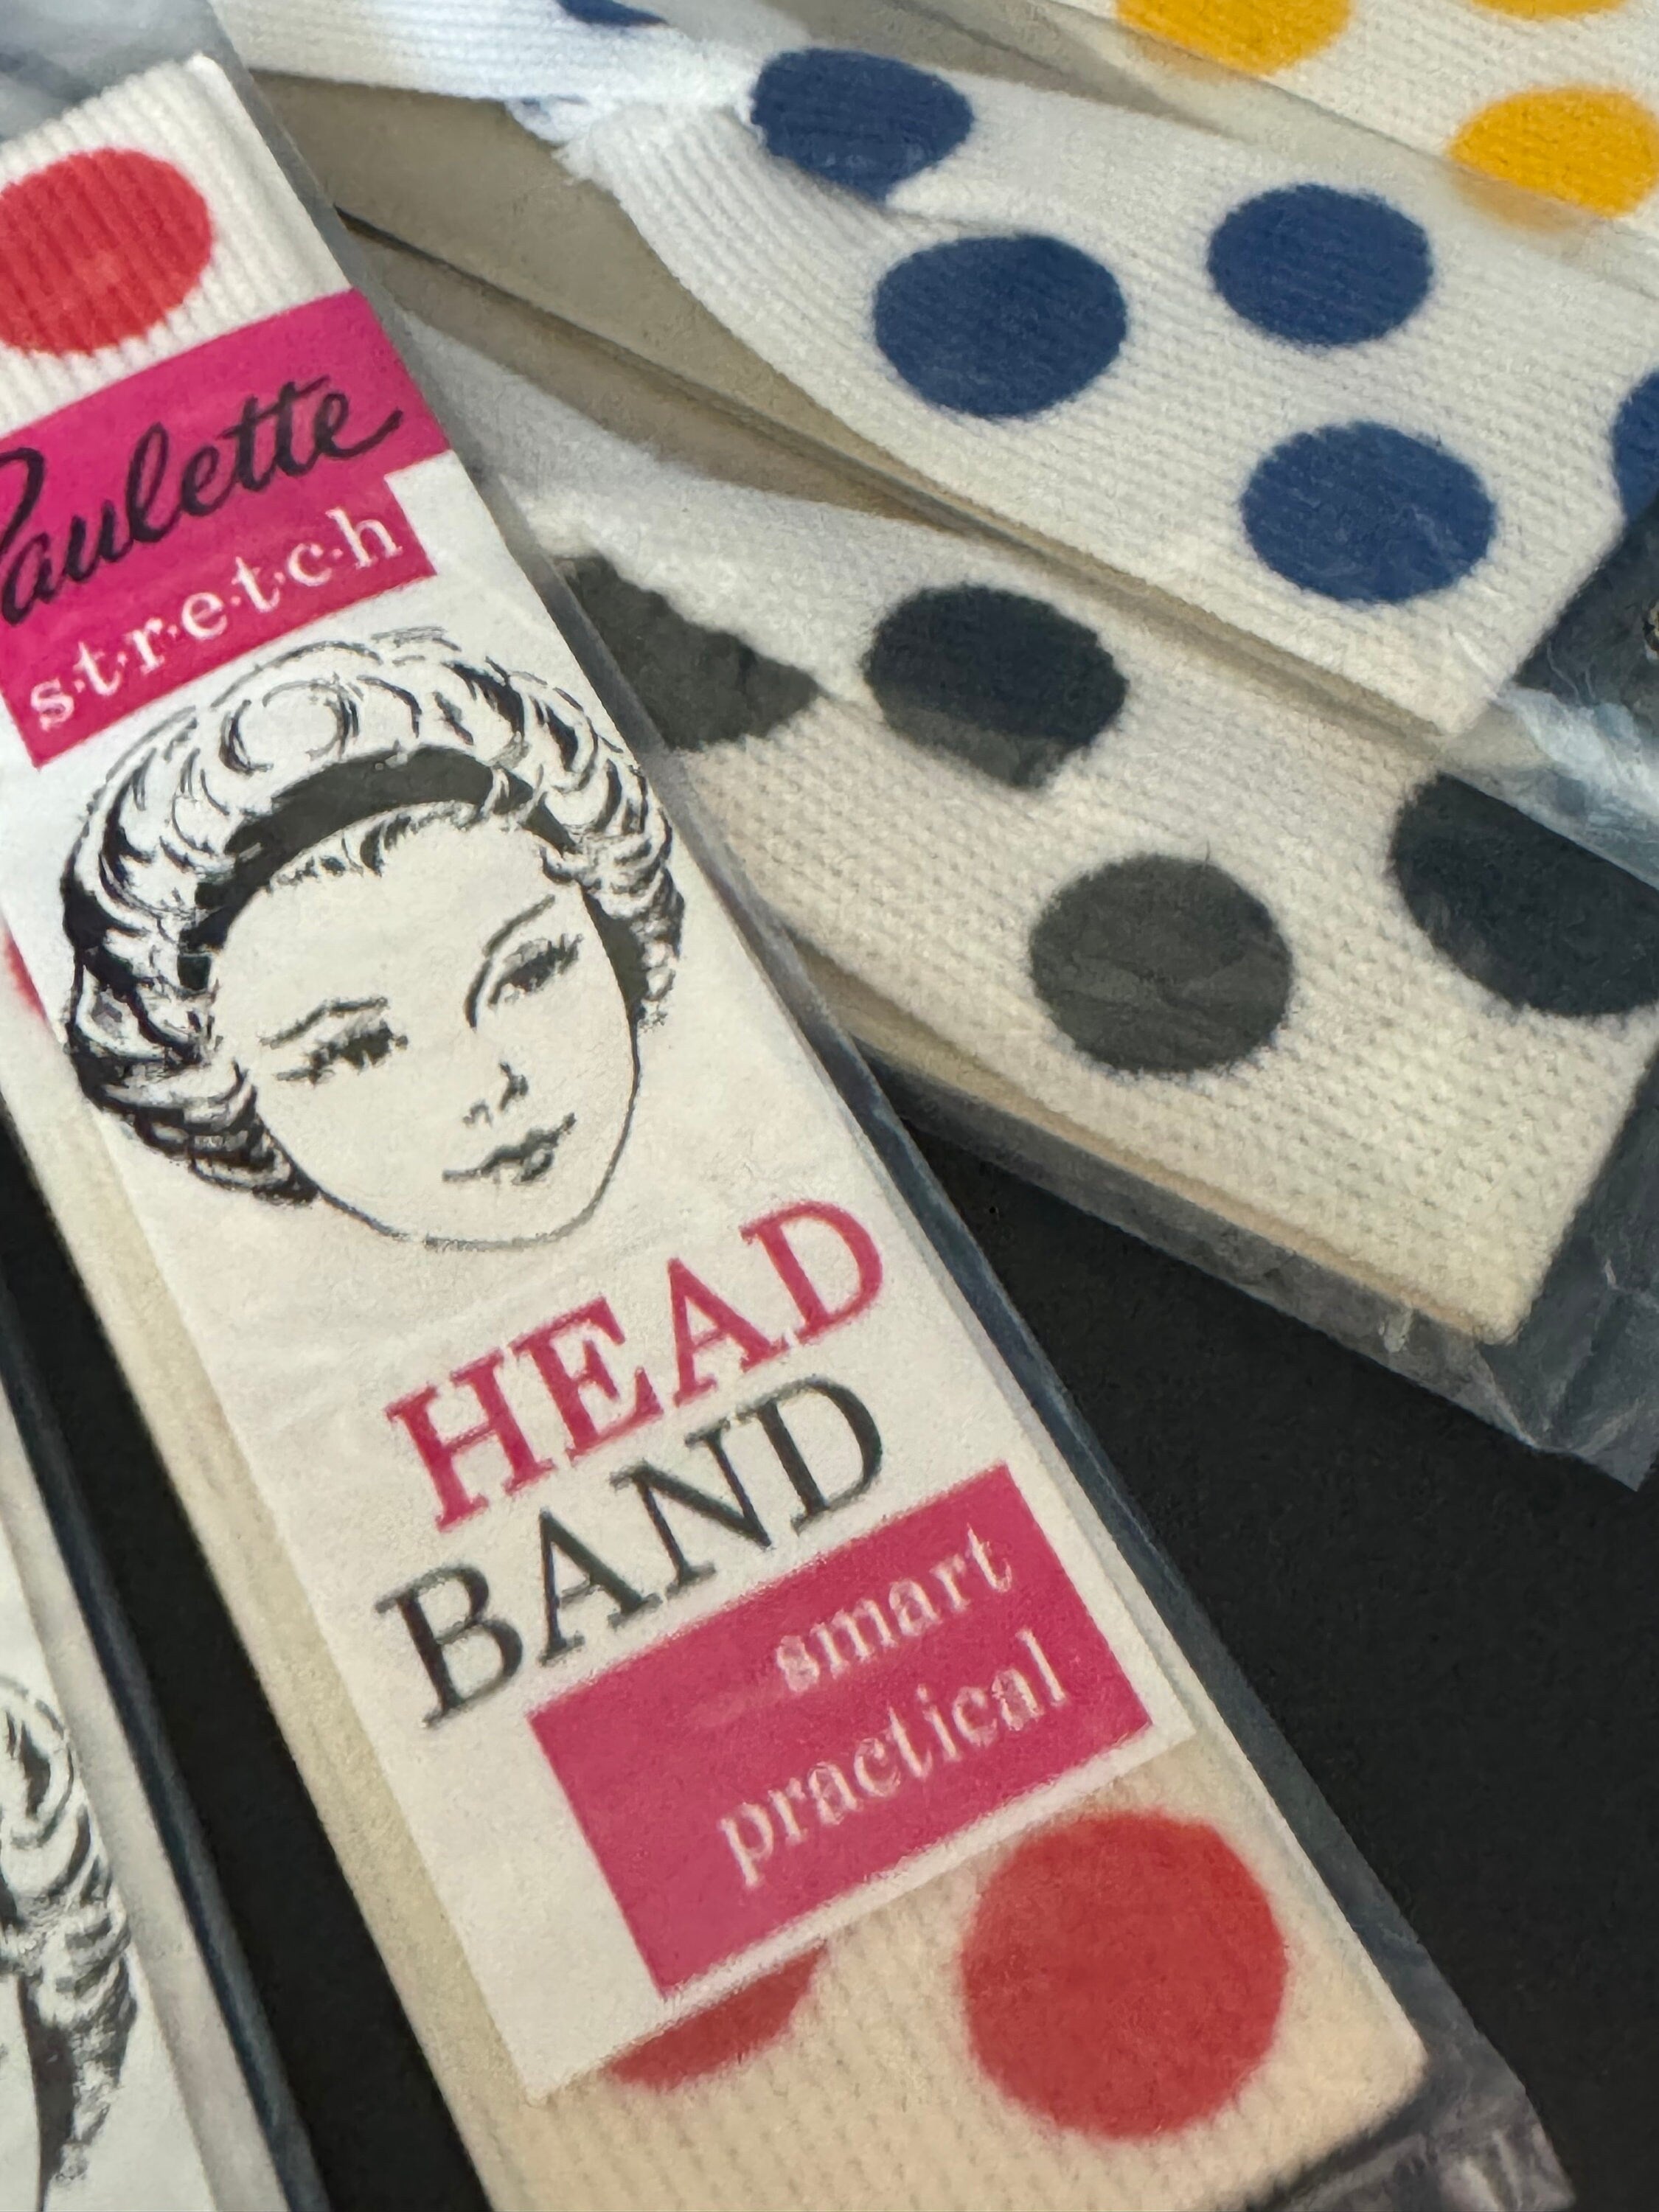 Paulette
s·t·r·e·t·c·h
HEAD
BAND
smart
practical